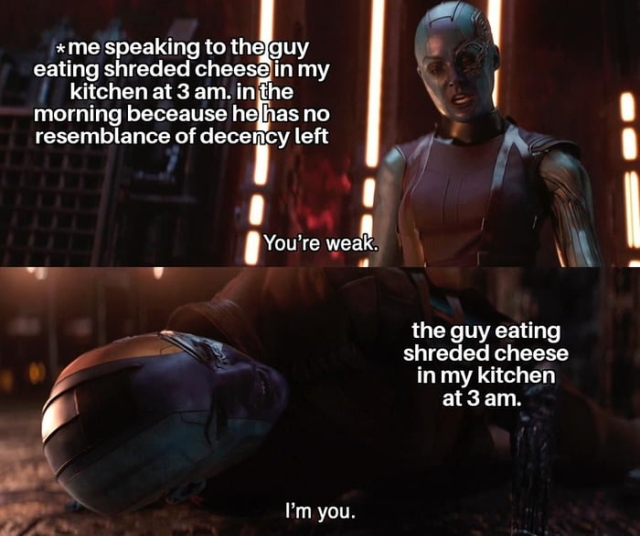 *me speaking to the guy
eating shreded cheese in my
kitchen at 3 am. in the
morning beceause he has no
resemblance of decency left
You're weak.
the guy eating
shreded cheese
in my kitchen
at 3 am.
I'm you.